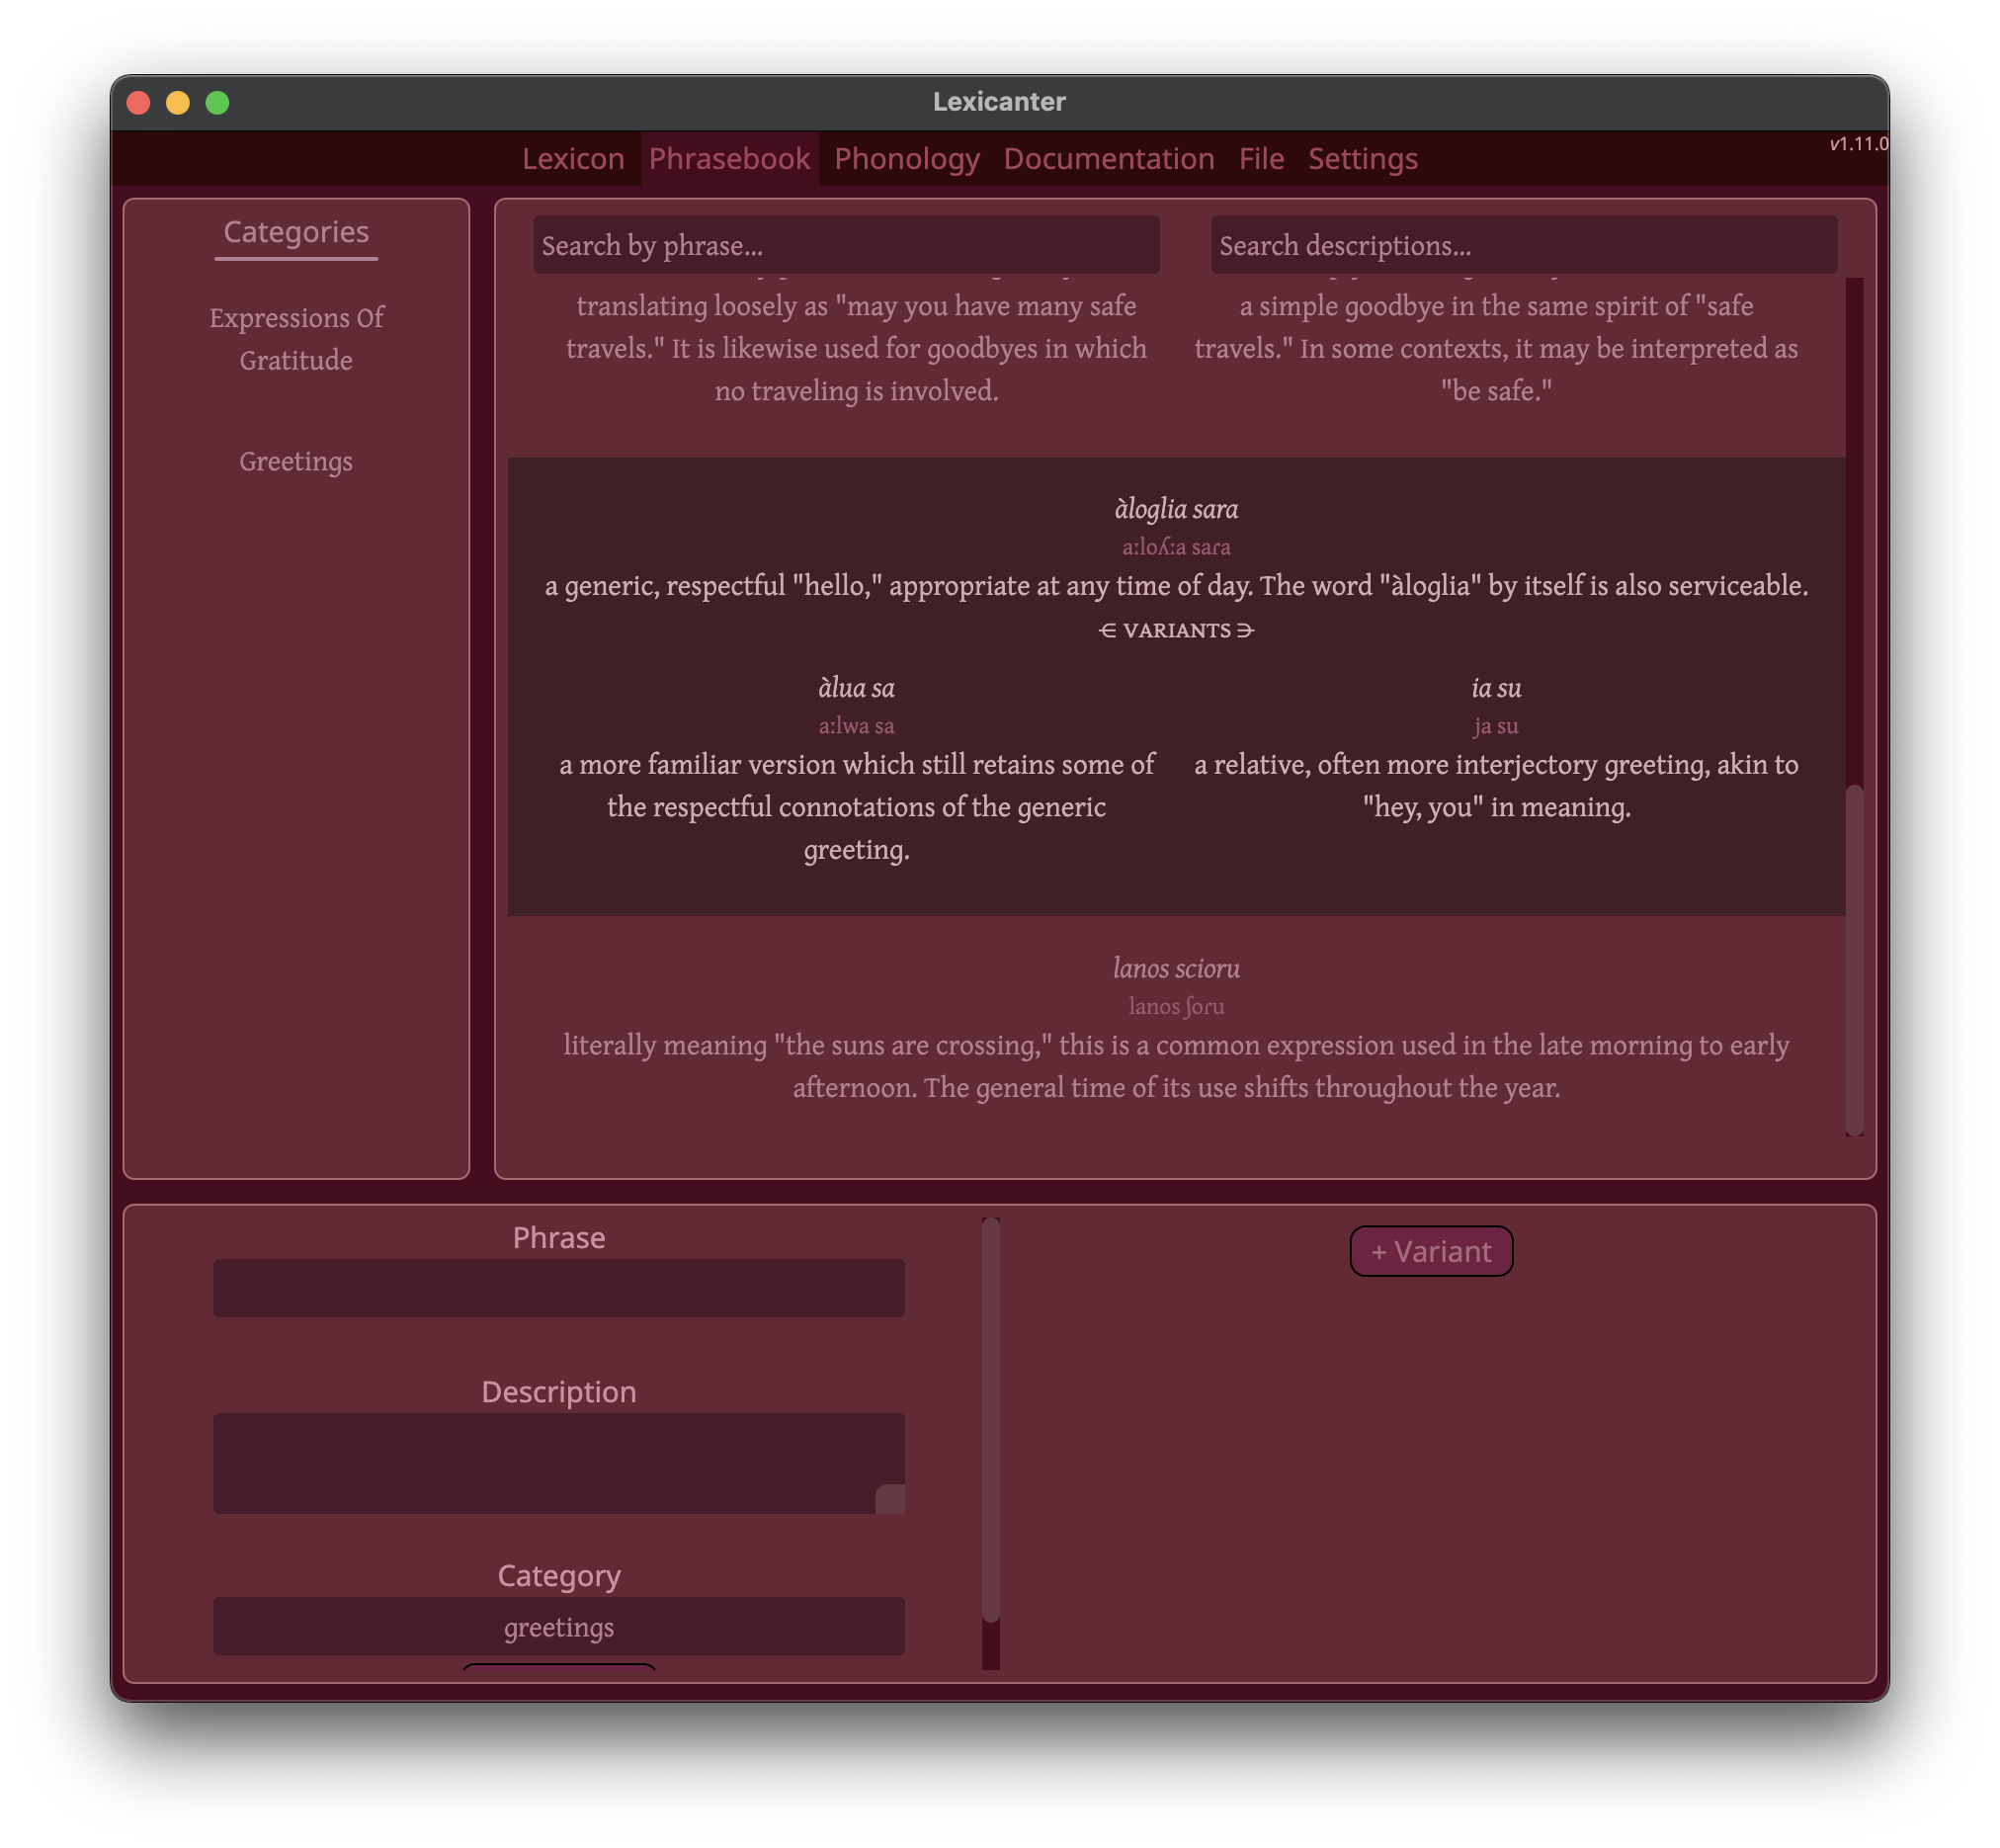 Lexicanter
Lexicon Phrasebook Phonology Documentation File Settings
v1.11.0
Categories
Expressions Of
Gratitude
Greetings
Search by phrase...
Search descriptions...
translating loosely as "may you have many safe
travels." It is likewise used for goodbyes in which
no traveling is involved.
a simple goodbye in the same spirit of "safe
travels." In some contexts, it may be interpreted as
"be safe."
àloglia sara
aːloʎːa saɾa
a generic, respectful "hello," appropriate at any time of day. The word "àloglia" by itself is also serviceable.
⋲ VARIANTS ⋺
àlua sa
aːlwa sa
a more familiar version which still retains some of
the respectful connotations of the generic
greeting.
ia su
ja su
a relative, often more interjectory greeting, akin to
"hey, you" in meaning.
lanos scioru
lanos ʃoɾu
literally meaning "the suns are crossing," this is a common expression used in the late morning to early
afternoon. The general time of its use shifts throughout the year.
Phrase
Description
Category
greetings
+ Variant